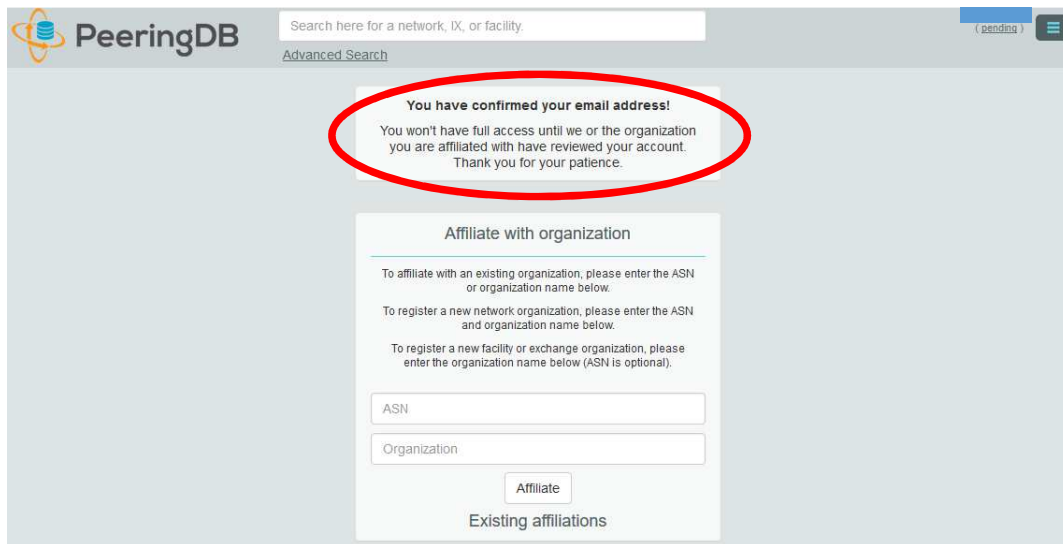 PeeringDB
Search here for a network, IX, or facility.
Advanced Search
( pending )
You have confirmed your email address!
You won't have full access until we or the organization
you are affiliated with have reviewed your account.
Thank you for your patience.
Affiliate with organization
To affiliate with an existing organization, please enter the ASN
or organization name below.
To register a new network organization, please enter the ASN
and organization name below.
To register a new facility or exchange organization, please
enter the organization name below (ASN is optional).
ASN
Organization
Affiliate
Existing affiliations